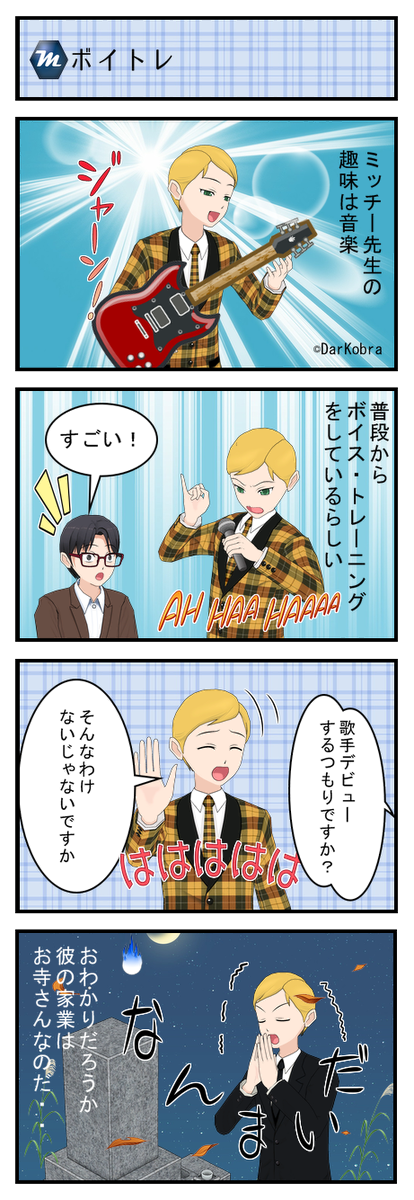 m
ボイトレ
ミッチー先生の
趣味は音楽
ジャーン!
©DarKobra
普段から
ボイス・トレーニング
をしているらしい
すごい!
AH HAA HAAAA
歌手デビュー
するつもりですか?
そんなわけ
ないじゃないですか
はははははは
なんまいだ
おわかりだろうか
彼の家業は
お寺さんなのだ・・